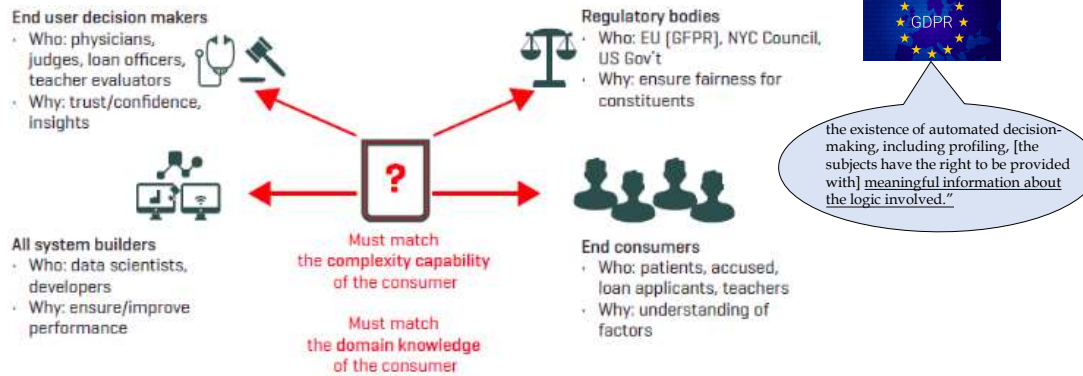 End user decision makers
· Who: physicians,
judges, loan officers,
teacher evaluators
· Why: trust/confidence,
insights
Regulatory bodies
· Who: EU (GFPR), NYC Council,
US Gov't
· Why: ensure fairness for
constituents
GDPR
the existence of automated decision-
making, including profiling, [the
subjects have the right to be provided
with] meaningful information about
the logic involved.”
?
All system builders
· Who: data scientists,
developers
· Why: ensure/improve
performance
Must match
the complexity capability
of the consumer
Must match
the domain knowledge
of the consumer
End consumers
· Who: patients, accused,
loan applicants, teachers
· Why: understanding of
factors